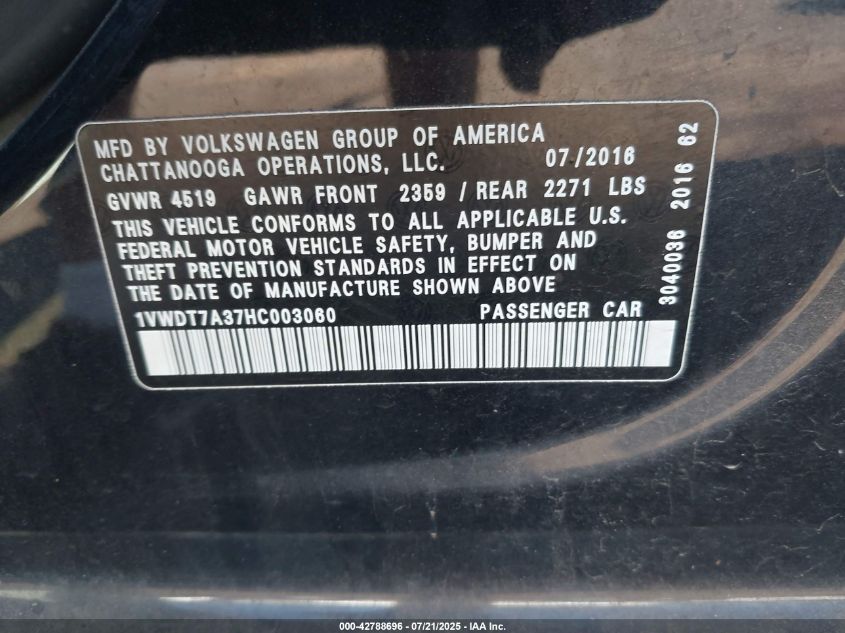 MFD BY VOLKSWAGEN GROUP OF AMERICA
CHATTANOOGA OPERATIONS, LLC. 07/2016
GVWR 4519 GAWR FRONT 2359 / REAR 2271 LBS
THIS VEHICLE CONFORMS TO ALL APPLICABLE U.S.
FEDERAL MOTOR VEHICLE SAFETY, BUMPER AND
THEFT PREVENTION STANDARDS IN EFFECT ON
THE DATE OF MANUFACTURE SHOWN ABOVE
1VWDT7A37HC003060 PASSENGER CAR
3040036 2016 62
000-42788696 - 07/21/2025 - IAA Inc.